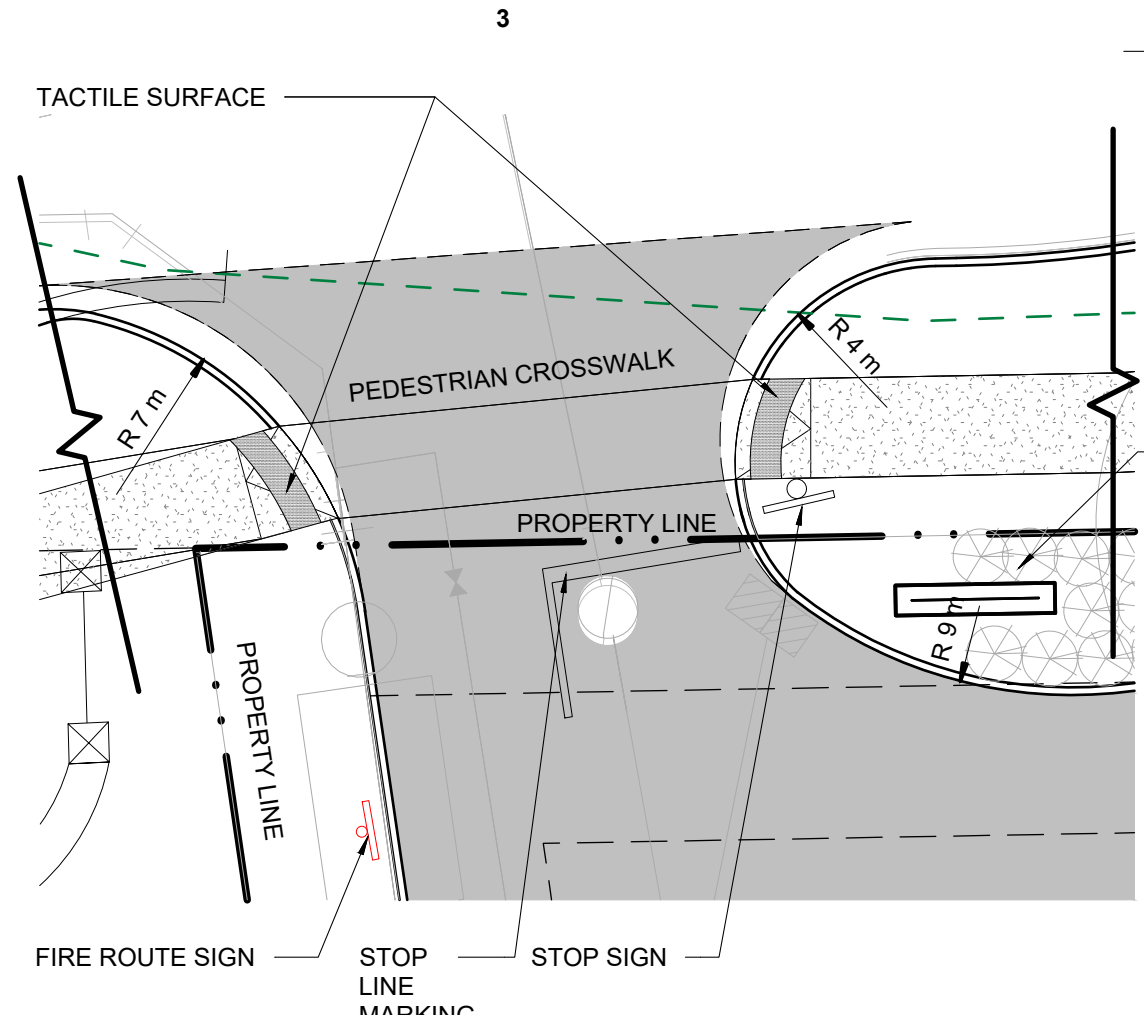 3
TACTILE SURFACE
R 4 m
PEDESTRIAN CROSSWALK
R 7 m
PROPERTY LINE
R 9 m
PROPERTY LINE
FIRE ROUTE SIGN
STOP
LINE
MARKING
STOP SIGN